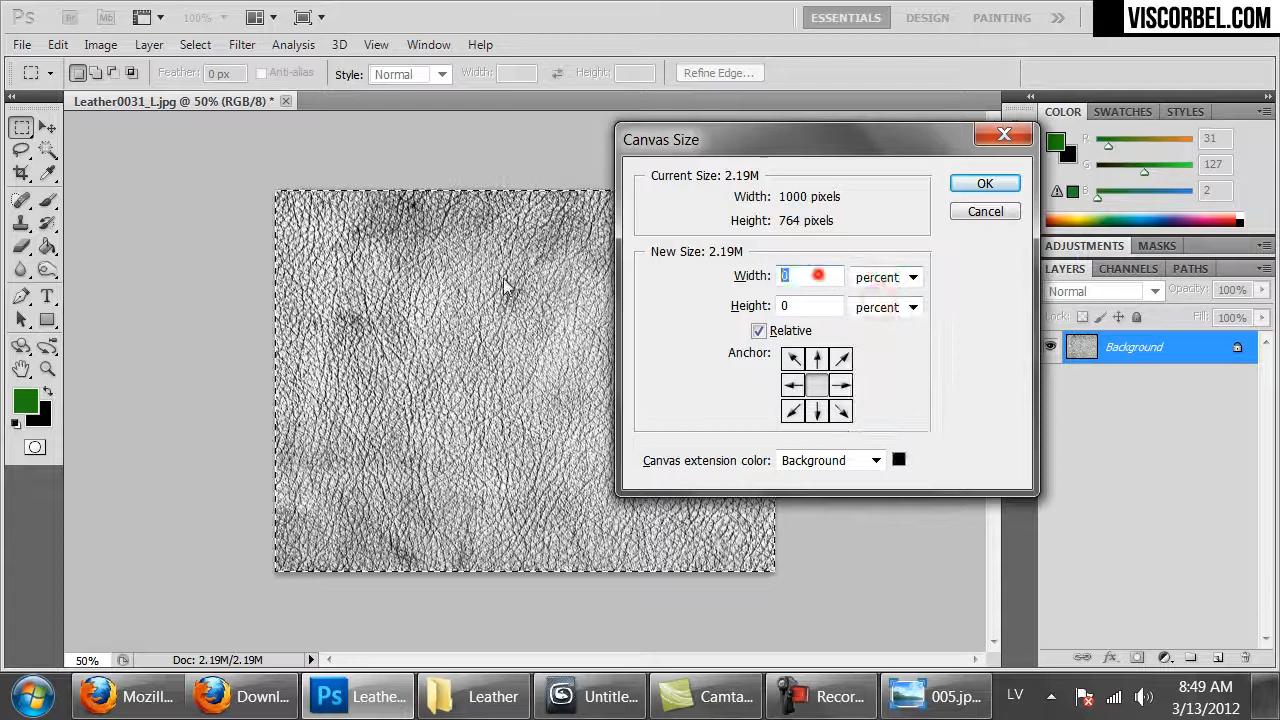 Ps Br Mb 100% ESSENTIALS DESIGN PAINTING VISCORBEL.COM
File Edit Image Layer Select Filter Analysis 3D View Window Help
Feather: 0 px Anti-alias Style: Normal Width: Height: Refine Edge...
Leather0031_L.jpg @ 50% (RGB/8) *
COLOR SWATCHES STYLES
R 31
G 127
B 2
ADJUSTMENTS MASKS
LAYERS CHANNELS PATHS
Normal Opacity: 100%
Lock: Fill: 100%
Background
Canvas Size
Current Size: 2.19M
Width: 1000 pixels
Height: 764 pixels
OK
Cancel
New Size: 2.19M
Width: 0 percent
Height: 0 percent
Relative
Anchor:
Canvas extension color: Background
50% Doc: 2.19M/2.19M
Mozill... Downl... Ps Leathe... Leather Untitle... Camta... Recor... 005.jp... LV 8:49 AM
3/13/2012